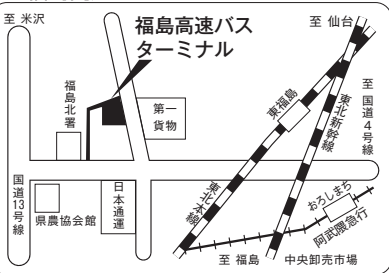 至 米沢
福島高速バス
ターミナル
至 仙台
福島北署
第一
貨物
東福島
東北新幹線
至 国道4号線
国道13号線
県農協会館
日本通運
東北本線
おろしまち
阿武隈急行
至 福島
中央卸売市場